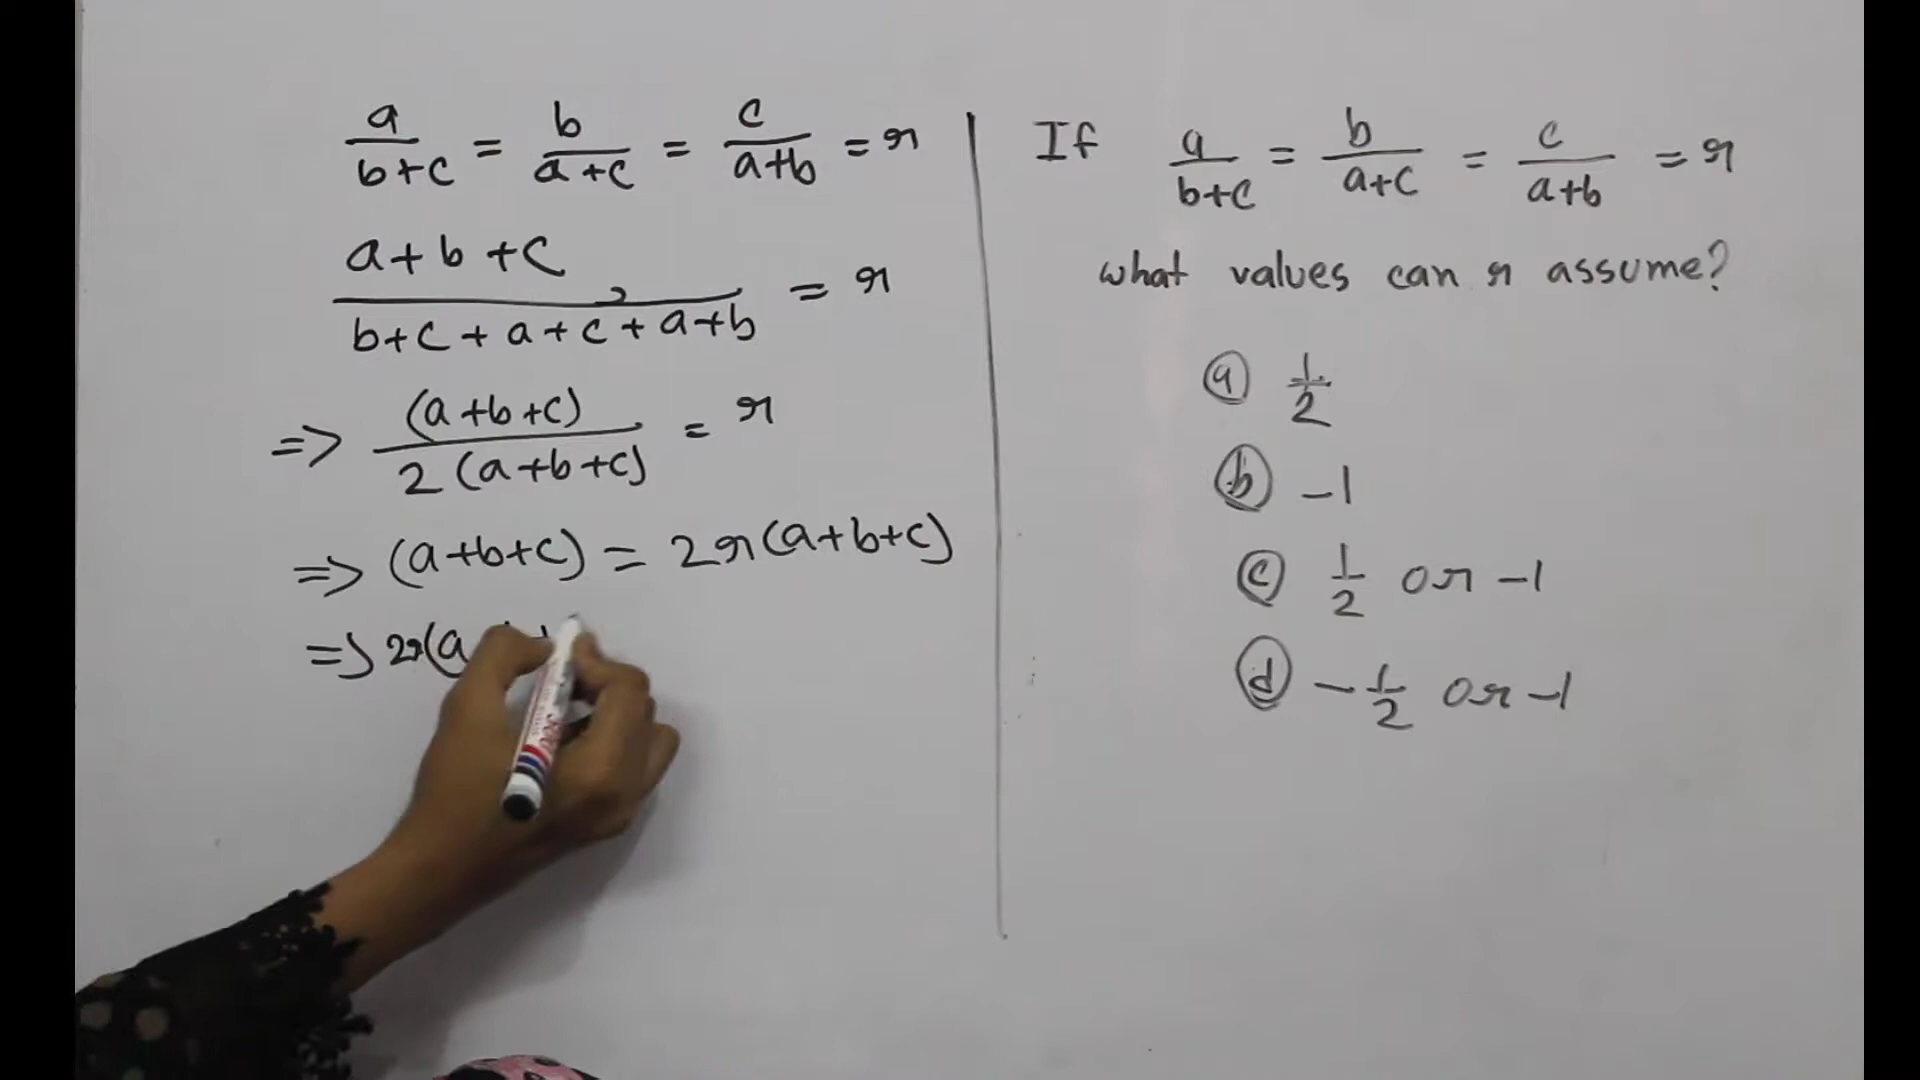 a/(b+c) = b/(a+c) = c/(a+b) = r
(a+b+c)/(b+c+a+c+a+b) = r
=> (a+b+c)/(2(a+b+c)) = r
=> (a+b+c) = 2r(a+b+c)
=> 2r(a
If a/(b+c) = b/(a+c) = c/(a+b) = r
what values can r assume?
(a) 1/2
(b) -1
(c) 1/2 or -1
(d) -1/2 or -1